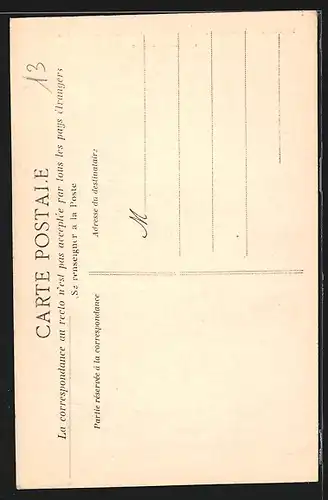 13
CARTE POSTALE
La correspondance au recto n'est pas acceptée par tous les pays étrangers
Se renseigner à la Poste
Partie réservée à la correspondance
Adresse du destinataire
M